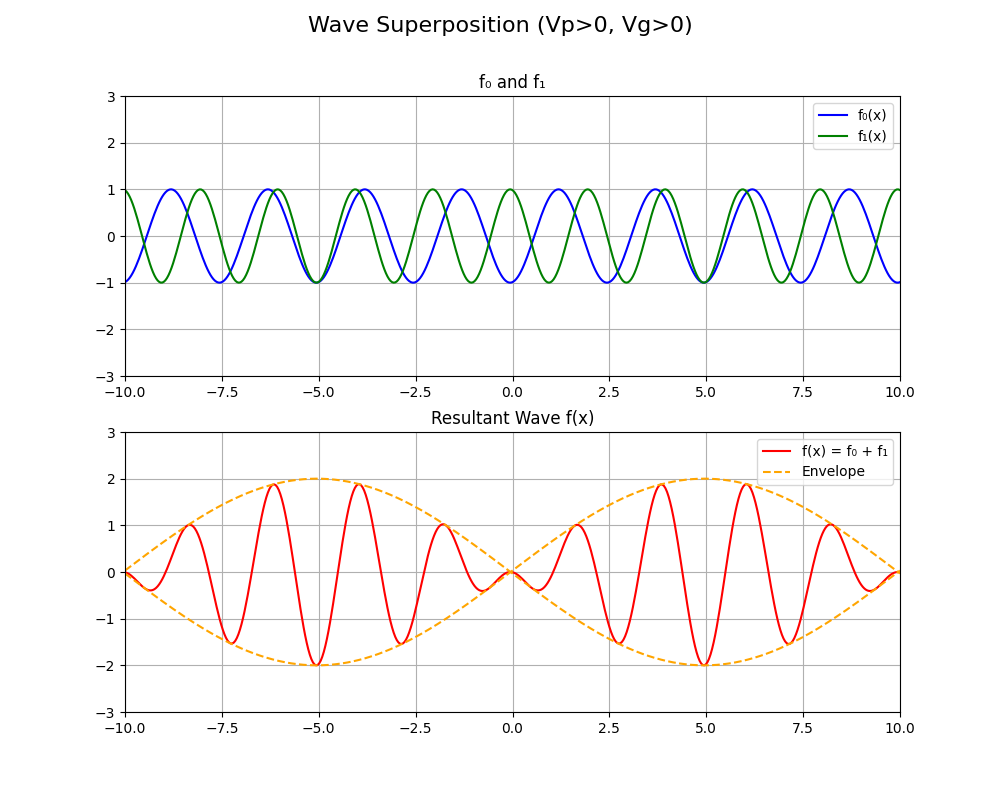 Wave Superposition (Vp>0, Vg>0)
f₀ and f₁
3
2
1
0
−1
−2
−3
f₀(x)
f₁(x)
−10.0 −7.5 −5.0 −2.5 0.0 2.5 5.0 7.5 10.0
Resultant Wave f(x)
3
2
1
0
−1
−2
−3
f(x) = f₀ + f₁
Envelope
−10.0 −7.5 −5.0 −2.5 0.0 2.5 5.0 7.5 10.0